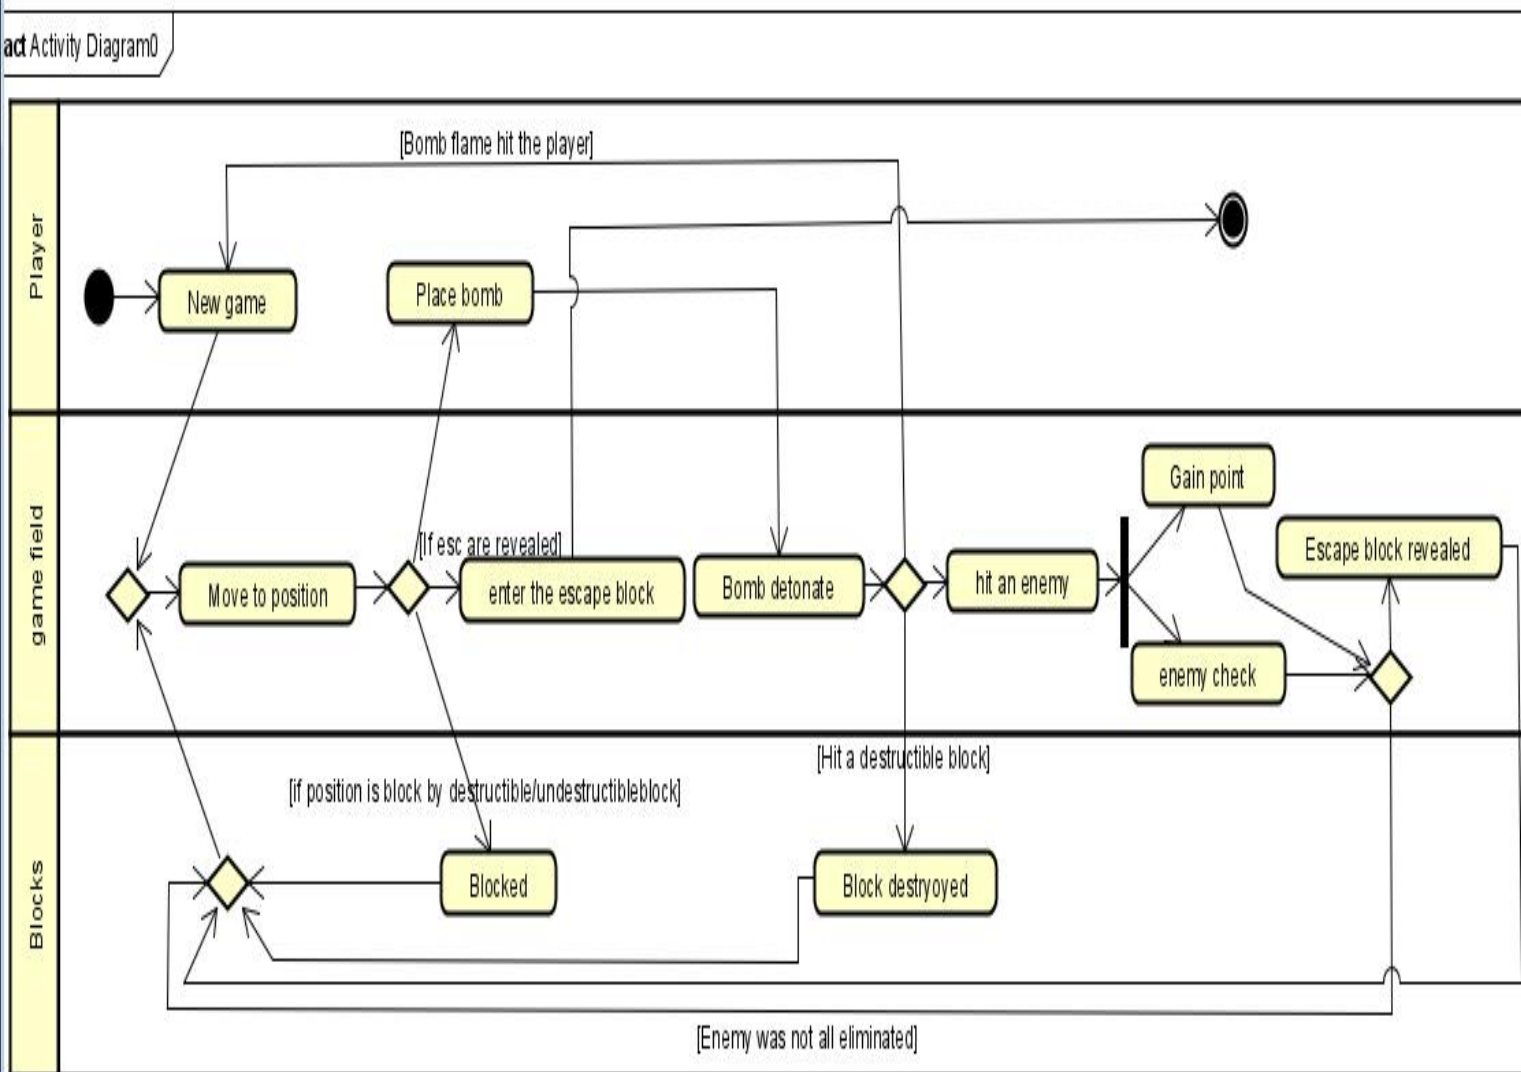 act Activity Diagram0
Player
[Bomb flame hit the player]
New game
Place bomb
game field
Gain point
[If esc are revealed]
Escape block revealed
Move to position
enter the escape block
Bomb detonate
hit an enemy
enemy check
Blocks
[Hit a destructible block]
[if position is block by destructible/undestructibleblock]
Blocked
Block destryoyed
[Enemy was not all eliminated]